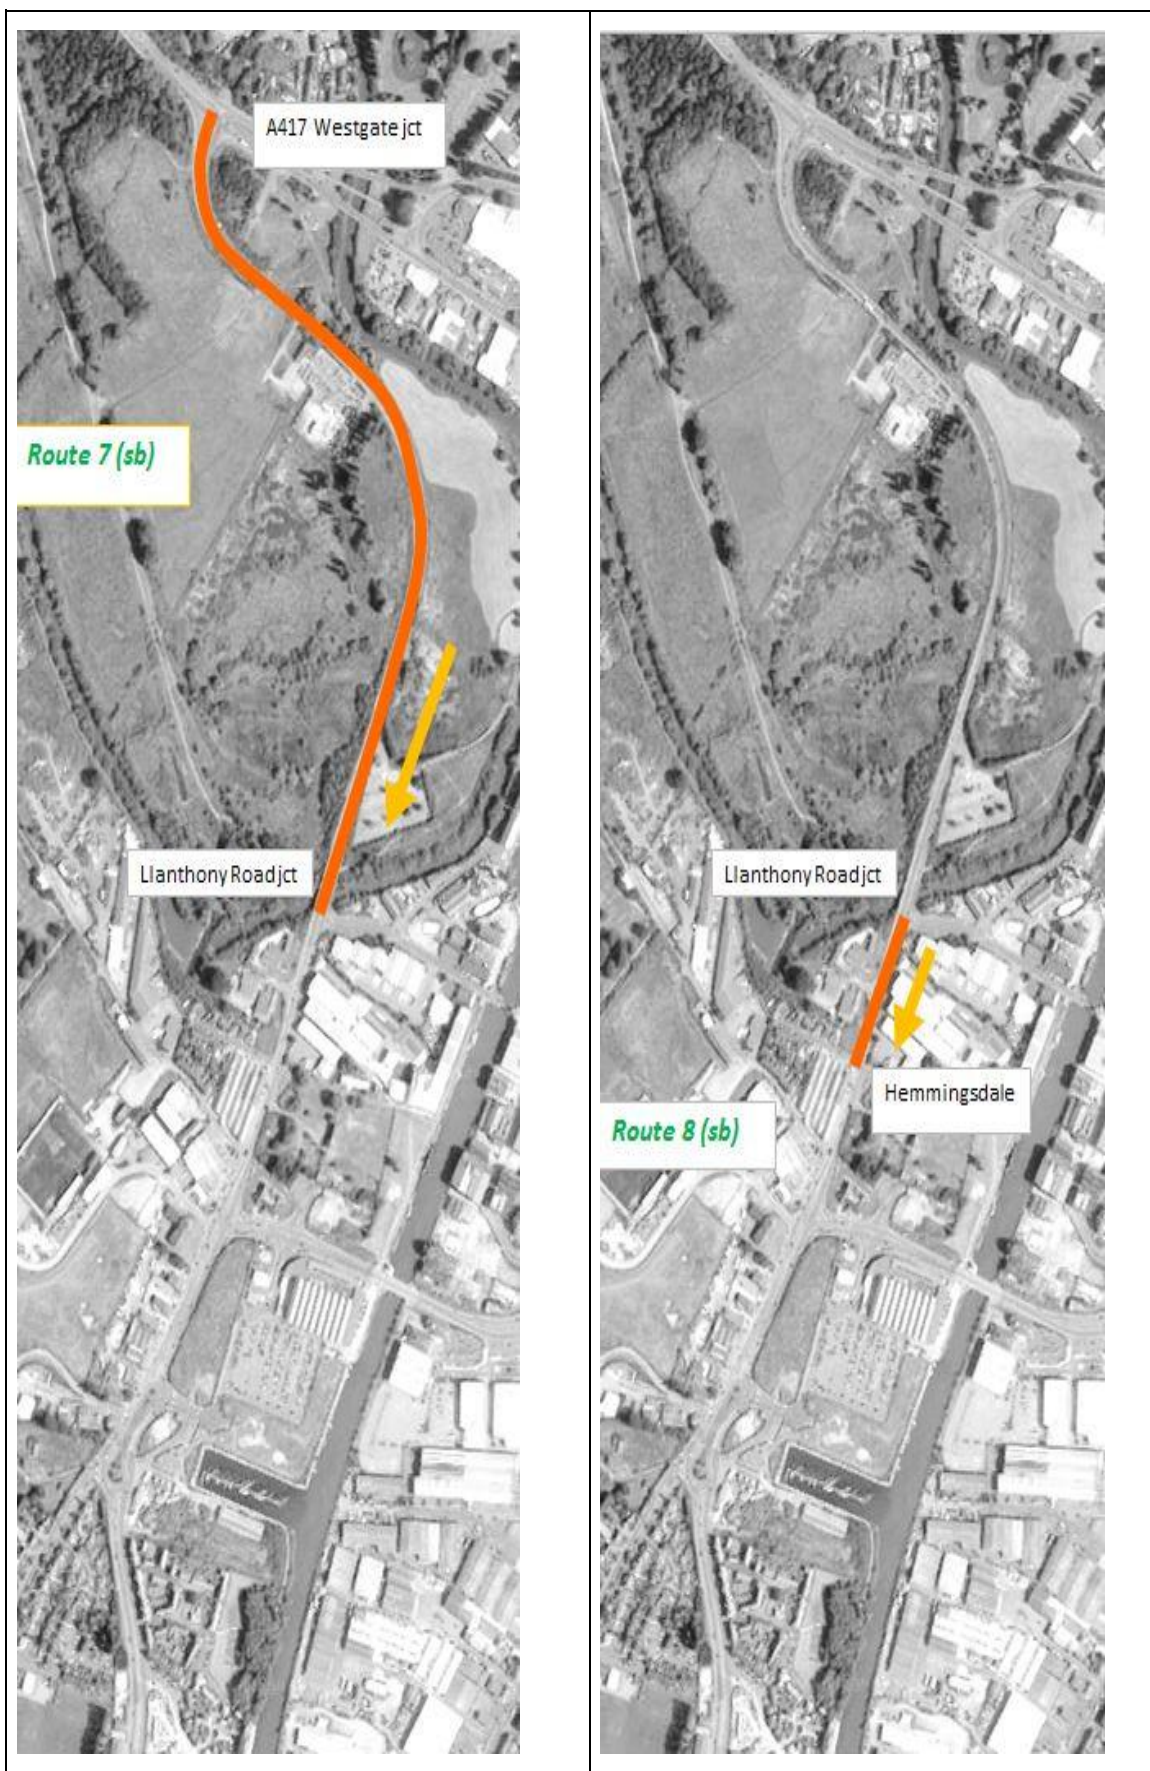 A417 Westgate jct
Route 7 (sb)
Llanthony Road jct
Llanthony Road jct
Hemmingsdale
Route 8 (sb)